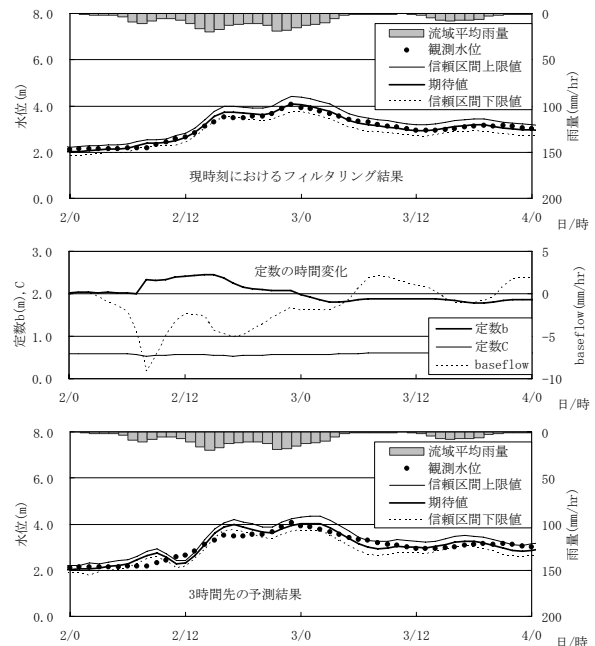 8.0
6.0
4.0
2.0
0.0
水位(m)
0
50
100
150
200
雨量(mm/hr)
流域平均雨量
観測水位
信頼区間上限値
期待値
信頼区間下限値
現時刻におけるフィルタリング結果
2/0
2/12
3/0
3/12
4/0
日/時
3.0
2.0
1.0
0.0
定数b(m),C
5
0
-5
-10
baseflow(mm/hr)
定数の時間変化
定数b
定数C
baseflow
2/0
2/12
3/0
3/12
4/0
日/時
8.0
6.0
4.0
2.0
0.0
水位(m)
0
50
100
150
200
雨量(mm/hr)
流域平均雨量
観測水位
信頼区間上限値
期待値
信頼区間下限値
3時間先の予測結果
2/0
2/12
3/0
3/12
4/0
日/時